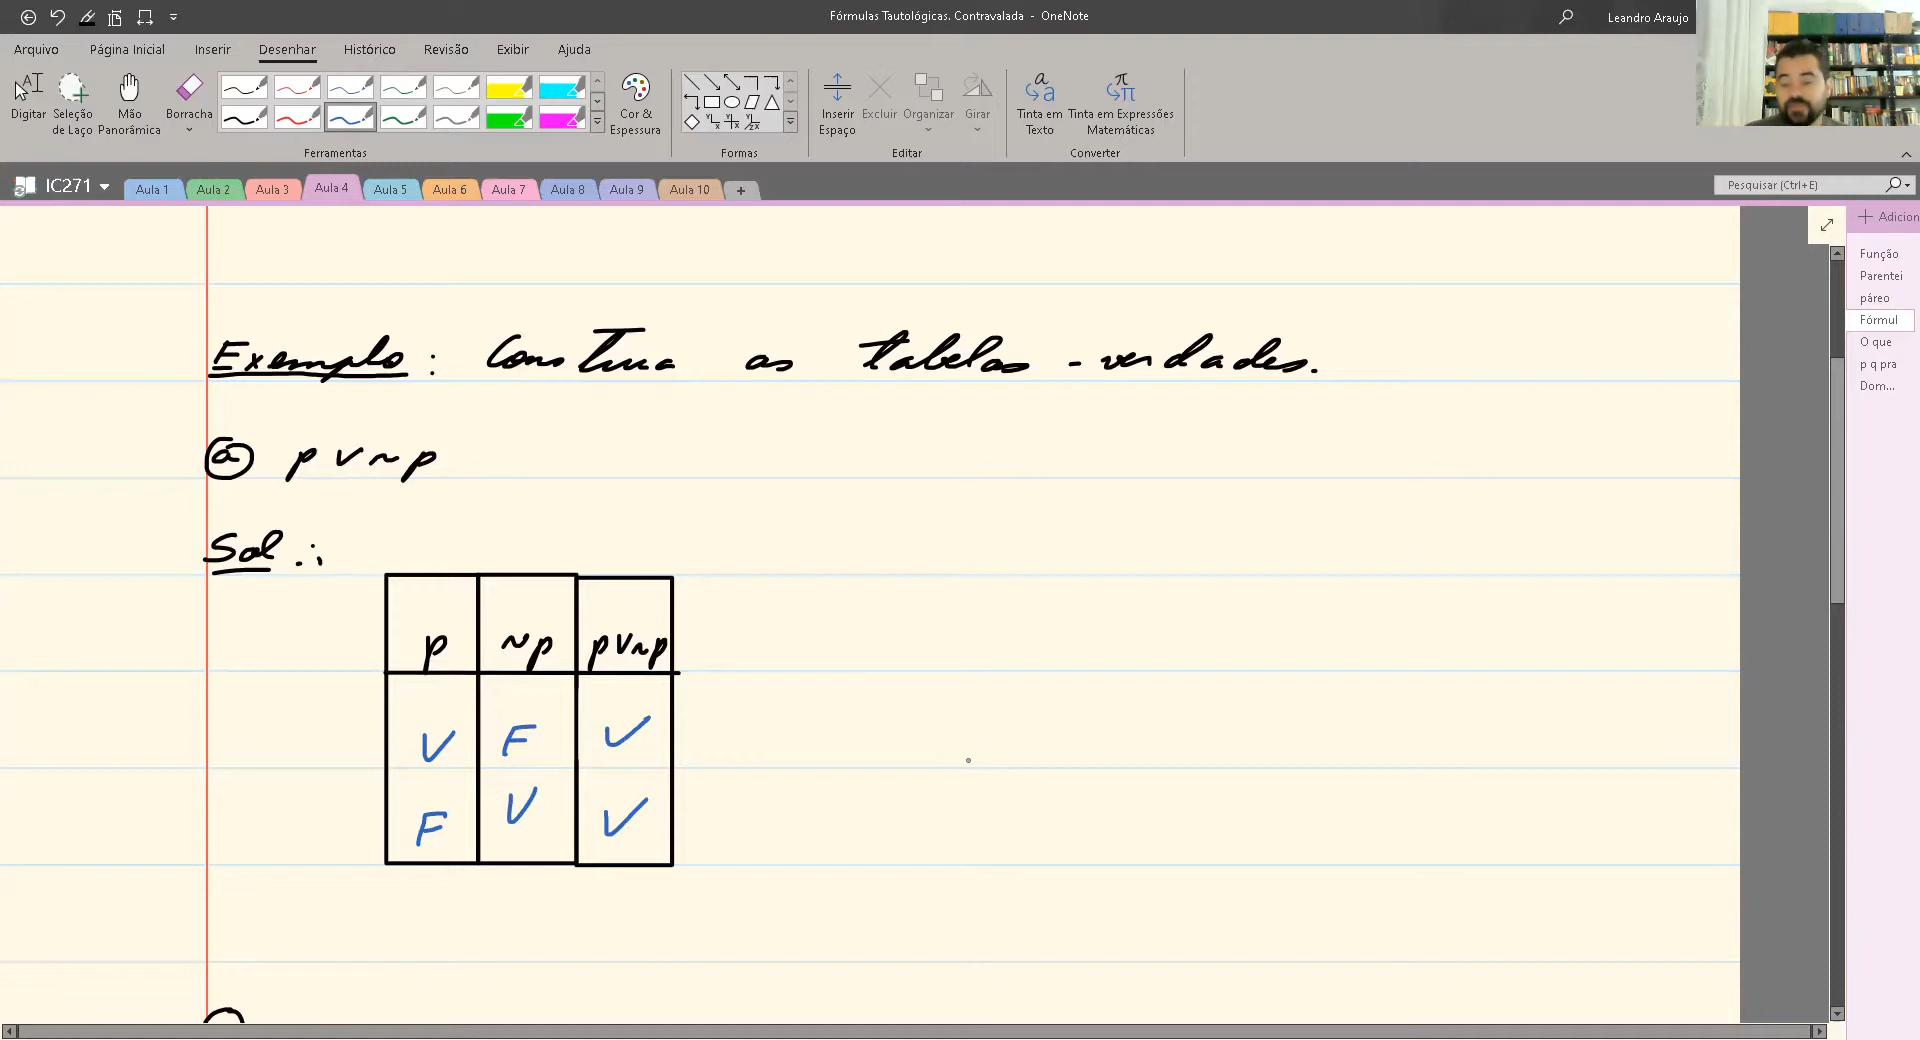 Fórmulas Tautológicas. Contravalada - OneNote
Leandro Araujo
Arquivo Página Inicial Inserir Desenhar Histórico Revisão Exibir Ajuda
Digitar
Seleção de Laço
Mão Panorâmica
Borracha
Cor & Espessura
Inserir Espaço
Excluir
Organizar
Girar
Tinta em Texto
Tinta em Expressões Matemáticas
Ferramentas Formas Editar Converter
IC271 Aula 1 Aula 2 Aula 3 Aula 4 Aula 5 Aula 6 Aula 7 Aula 8 Aula 9 Aula 10 +
Pesquisar (Ctrl+E)
Adicion
Função
Parentei
páreo
Fórmul
O que
p q pra
Dom...
Exemplo: Construa as tabelas-verdades.
a p ∨ ~p
Sol ∴
p ~p p∨~p
V F V
F V V